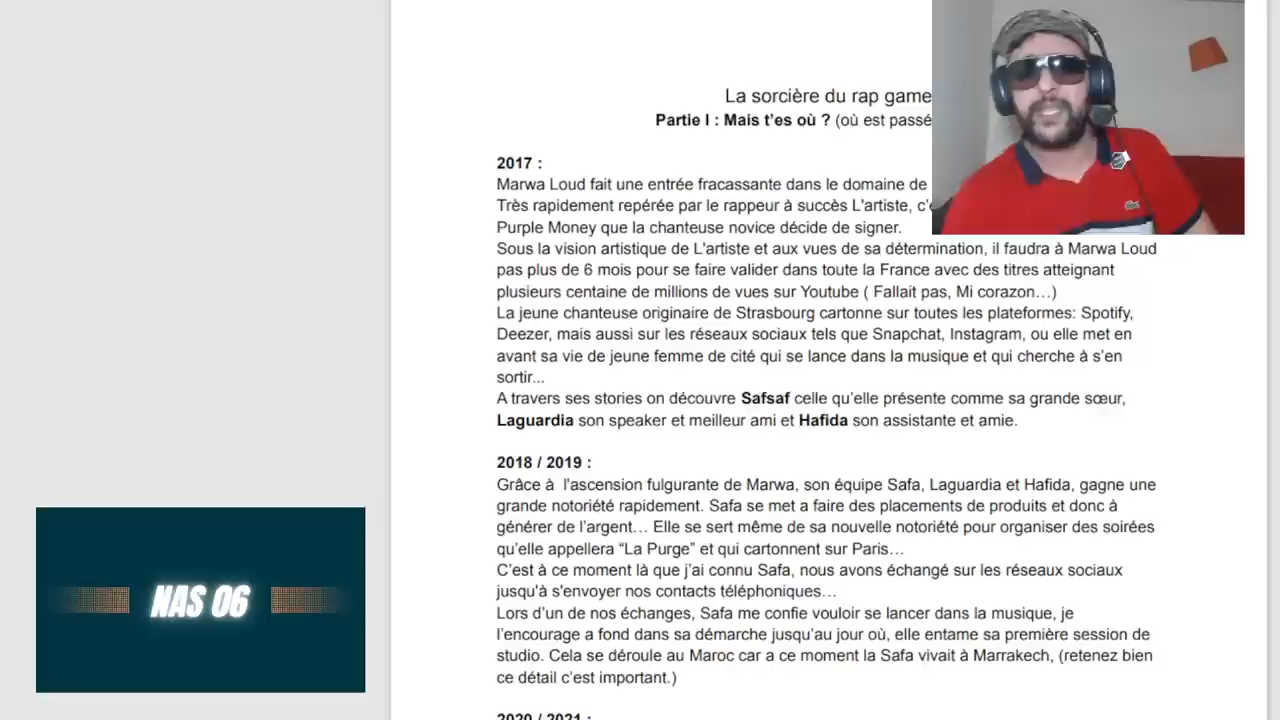 La sorcière du rap game
Partie I : Mais t'es où ? (où est passé
2017 :
Marwa Loud fait une entrée fracassante dans le domaine de
Très rapidement repérée par le rappeur à succès L'artiste, c'e
Purple Money que la chanteuse novice décide de signer.
Sous la vision artistique de L'artiste et aux vues de sa détermination, il faudra à Marwa Loud
pas plus de 6 mois pour se faire valider dans toute la France avec des titres atteignant
plusieurs centaine de millions de vues sur Youtube ( Fallait pas, Mi corazon…)
La jeune chanteuse originaire de Strasbourg cartonne sur toutes les plateformes: Spotify,
Deezer, mais aussi sur les réseaux sociaux tels que Snapchat, Instagram, ou elle met en
avant sa vie de jeune femme de cité qui se lance dans la musique et qui cherche à s'en
sortir...
A travers ses stories on découvre Safsaf celle qu'elle présente comme sa grande sœur,
Laguardia son speaker et meilleur ami et Hafida son assistante et amie.
2018 / 2019 :
Grâce à  l'ascension fulgurante de Marwa, son équipe Safa, Laguardia et Hafida, gagne une
grande notoriété rapidement. Safa se met a faire des placements de produits et donc à
générer de l'argent… Elle se sert même de sa nouvelle notoriété pour organiser des soirées
qu'elle appellera “La Purge” et qui cartonnent sur Paris…
C'est à ce moment là que j'ai connu Safa, nous avons échangé sur les réseaux sociaux
jusqu'à s'envoyer nos contacts téléphoniques…
Lors d'un de nos échanges, Safa me confie vouloir se lancer dans la musique, je
l'encourage a fond dans sa démarche jusqu'au jour où, elle entame sa première session de
studio. Cela se déroule au Maroc car a ce moment la Safa vivait à Marrakech, (retenez bien
ce détail c'est important.)
2020 / 2021 :
NAS 06